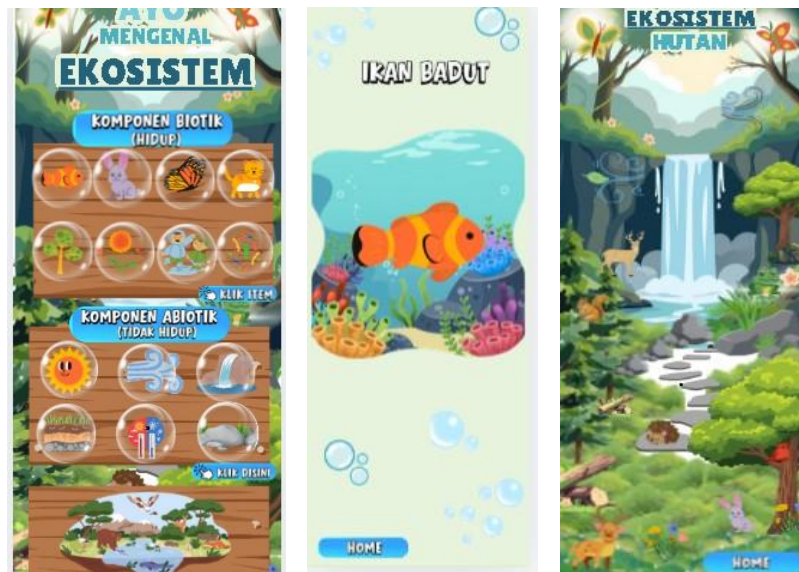 AYO
MENGENAL
EKOSISTEM
KOMPONEN BIOTIK
(HIDUP)
KLIK ITEM
KOMPONEN ABIOTIK
(TIDAK HIDUP)
KLIK DISINI
IKAN BADUT
HOME
EKOSISTEM
HUTAN
HOME